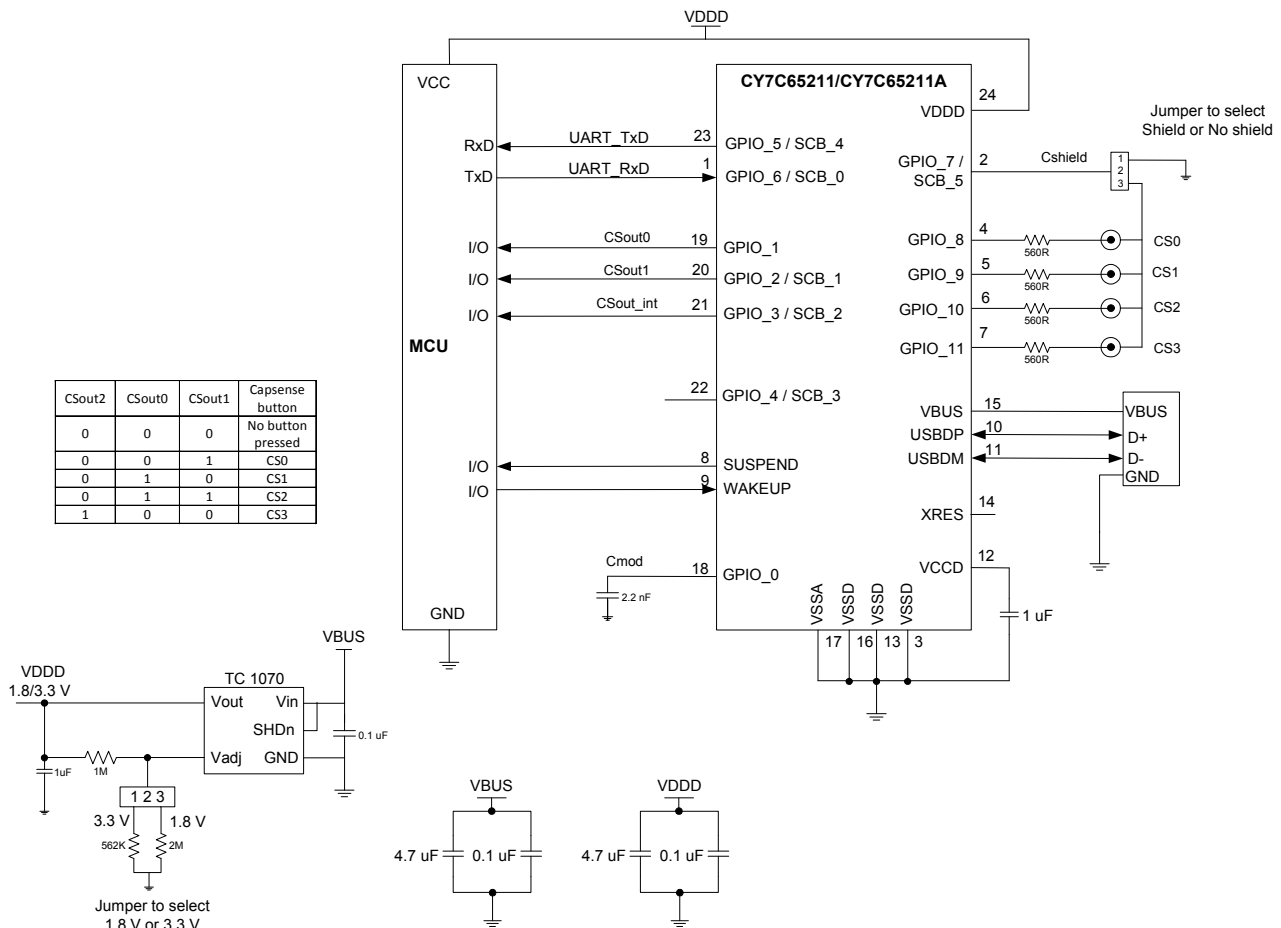 VDDD
VCC
CY7C65211/CY7C65211A
24
VDDD
Jumper to select
Shield or No shield
RxD
UART_TxD
23
GPIO_5 / SCB_4
TxD
UART_RxD
1
GPIO_6 / SCB_0
GPIO_7 /
SCB_5
2
Cshield
1
2
3
I/O
CSout0
19
GPIO_1
I/O
CSout1
20
GPIO_2 / SCB_1
I/O
CSout_int
21
GPIO_3 / SCB_2
GPIO_8
4
560R
CS0
GPIO_9
5
560R
CS1
GPIO_10
6
560R
CS2
GPIO_11
7
560R
CS3
MCU
22
GPIO_4 / SCB_3
I/O
8
SUSPEND
I/O
9
WAKEUP
VBUS
15
VBUS
USBDP
10
D+
USBDM
11
D-
GND
XRES
14
VCCD
12
1 uF
Cmod
18
GPIO_0
2.2 nF
GND
VSSA
VSSD
VSSD
VSSD
17
16
13
3
CSout2 CSout0 CSout1 Capsense
button
0 0 0 No button
pressed
0 0 1 CS0
0 1 0 CS1
0 1 1 CS2
1 0 0 CS3
VBUS
VDDD
1.8/3.3 V
TC 1070
Vout
Vin
SHDn
Vadj
GND
0.1 uF
1uF
1M
1 2 3
3.3 V
1.8 V
562K
2M
Jumper to select
1.8 V or 3.3 V
VBUS
4.7 uF
0.1 uF
VDDD
4.7 uF
0.1 uF